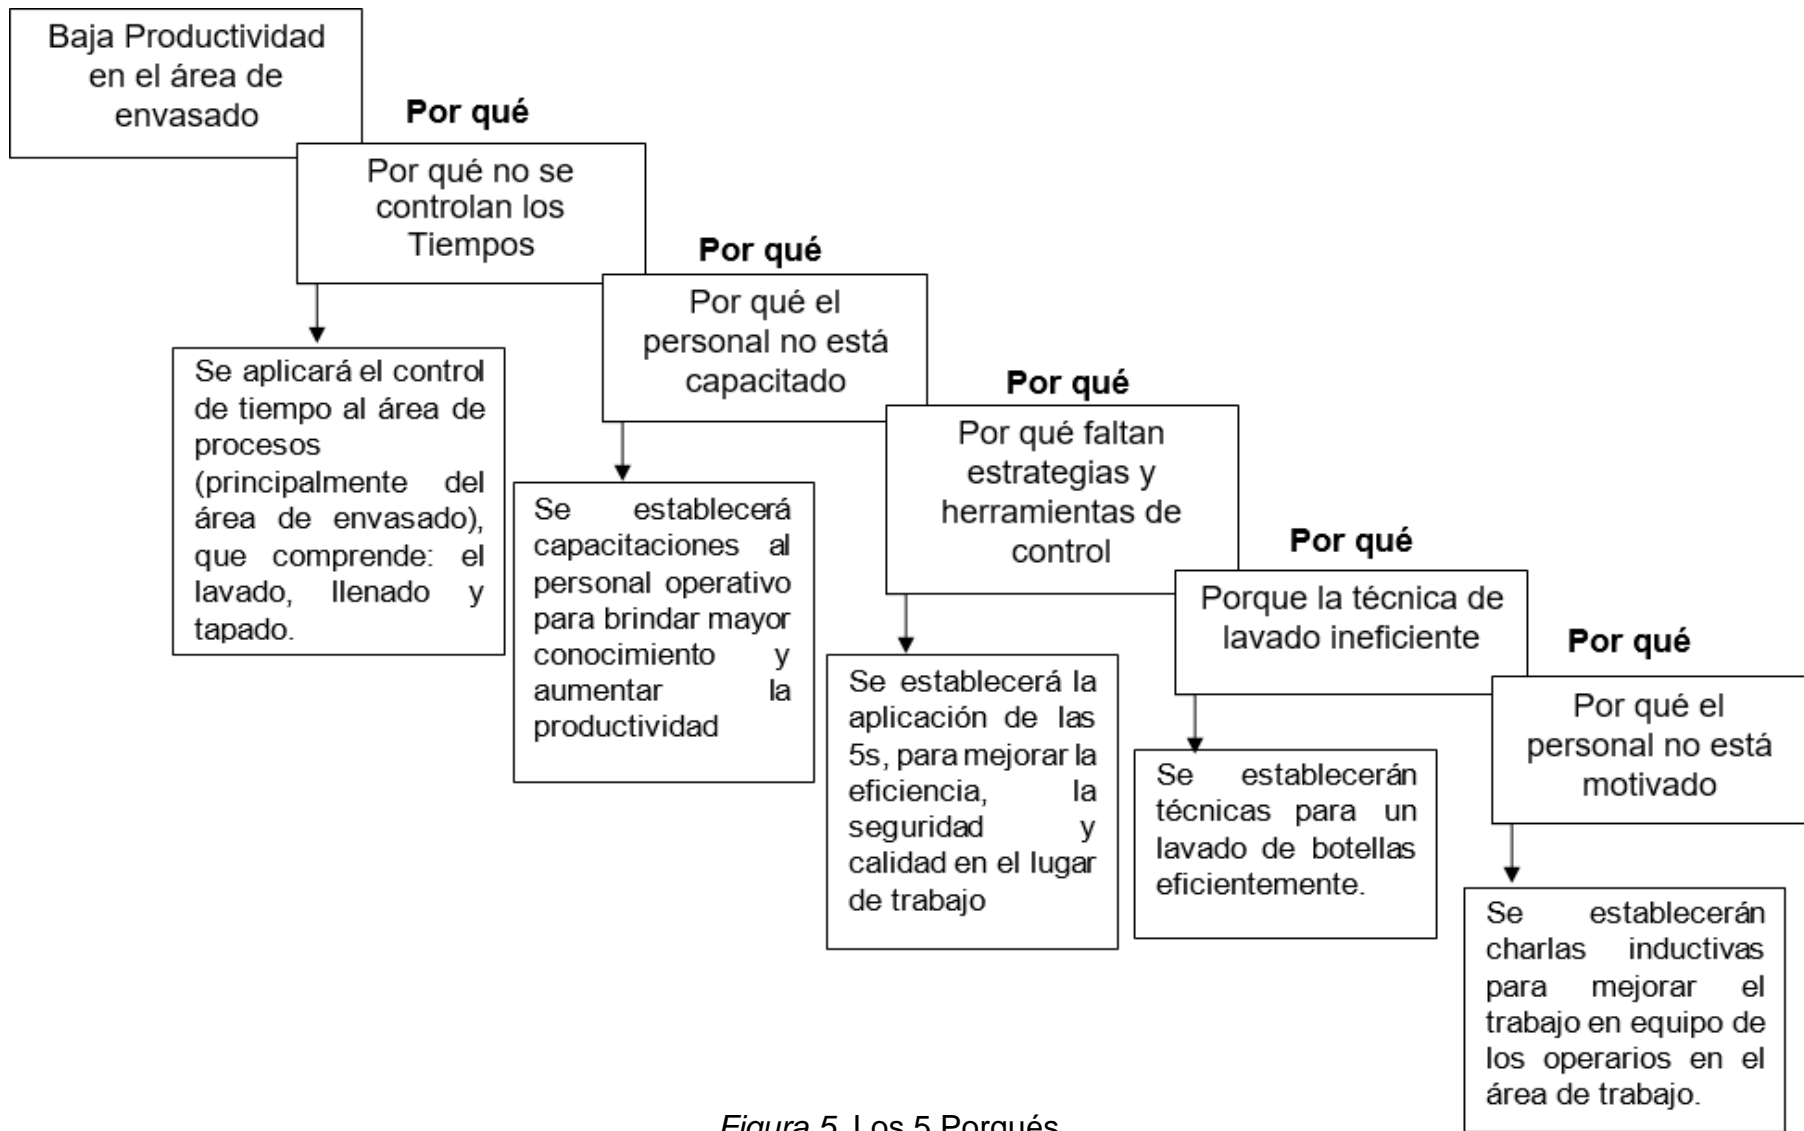 Baja Productividad
en el área de
envasado
Por qué
Por qué no se
controlan los
Tiempos
Se aplicará el control
de tiempo al área de
procesos
(principalmente del
área de envasado),
que comprende: el
lavado, llenado y
tapado.
Por qué
Por qué el
personal no está
capacitado
Se establecerá
capacitaciones al
personal operativo
para brindar mayor
conocimiento y
aumentar la
productividad
Por qué
Por qué faltan
estrategias y
herramientas de
control
Se establecerá la
aplicación de las
5s, para mejorar la
eficiencia, la
seguridad y
calidad en el lugar
de trabajo
Por qué
Porque la técnica de
lavado ineficiente
Se establecerán
técnicas para un
lavado de botellas
eficientemente.
Por qué
Por qué el
personal no está
motivado
Se establecerán
charlas inductivas
para mejorar el
trabajo en equipo de
los operarios en el
área de trabajo.
Figura 5. Los 5 Porqués